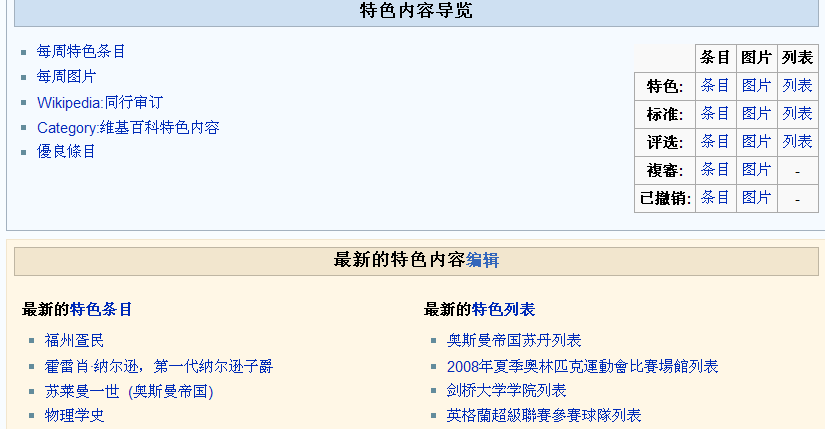 特色内容导览
每周特色条目
每周图片
Wikipedia:同行审订
Category:维基百科特色内容
優良條目
条目 图片 列表
特色: 条目 图片 列表
标准: 条目 图片 列表
评选: 条目 图片 列表
複審: 条目 图片 -
已撤销: 条目 图片 -
最新的特色内容编辑
最新的特色条目
福州疍民
霍雷肖·纳尔逊，第一代纳尔逊子爵
苏莱曼一世 (奥斯曼帝国)
物理学史
最新的特色列表
奥斯曼帝国苏丹列表
2008年夏季奧林匹克運動會比賽場館列表
剑桥大学学院列表
英格蘭超級聯賽參賽球隊列表